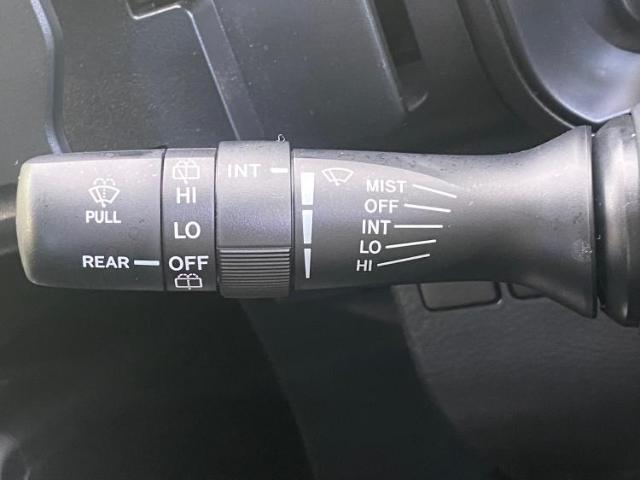 PULL
REAR
HI
LO
OFF
INT
MIST
OFF
INT
LO
HI